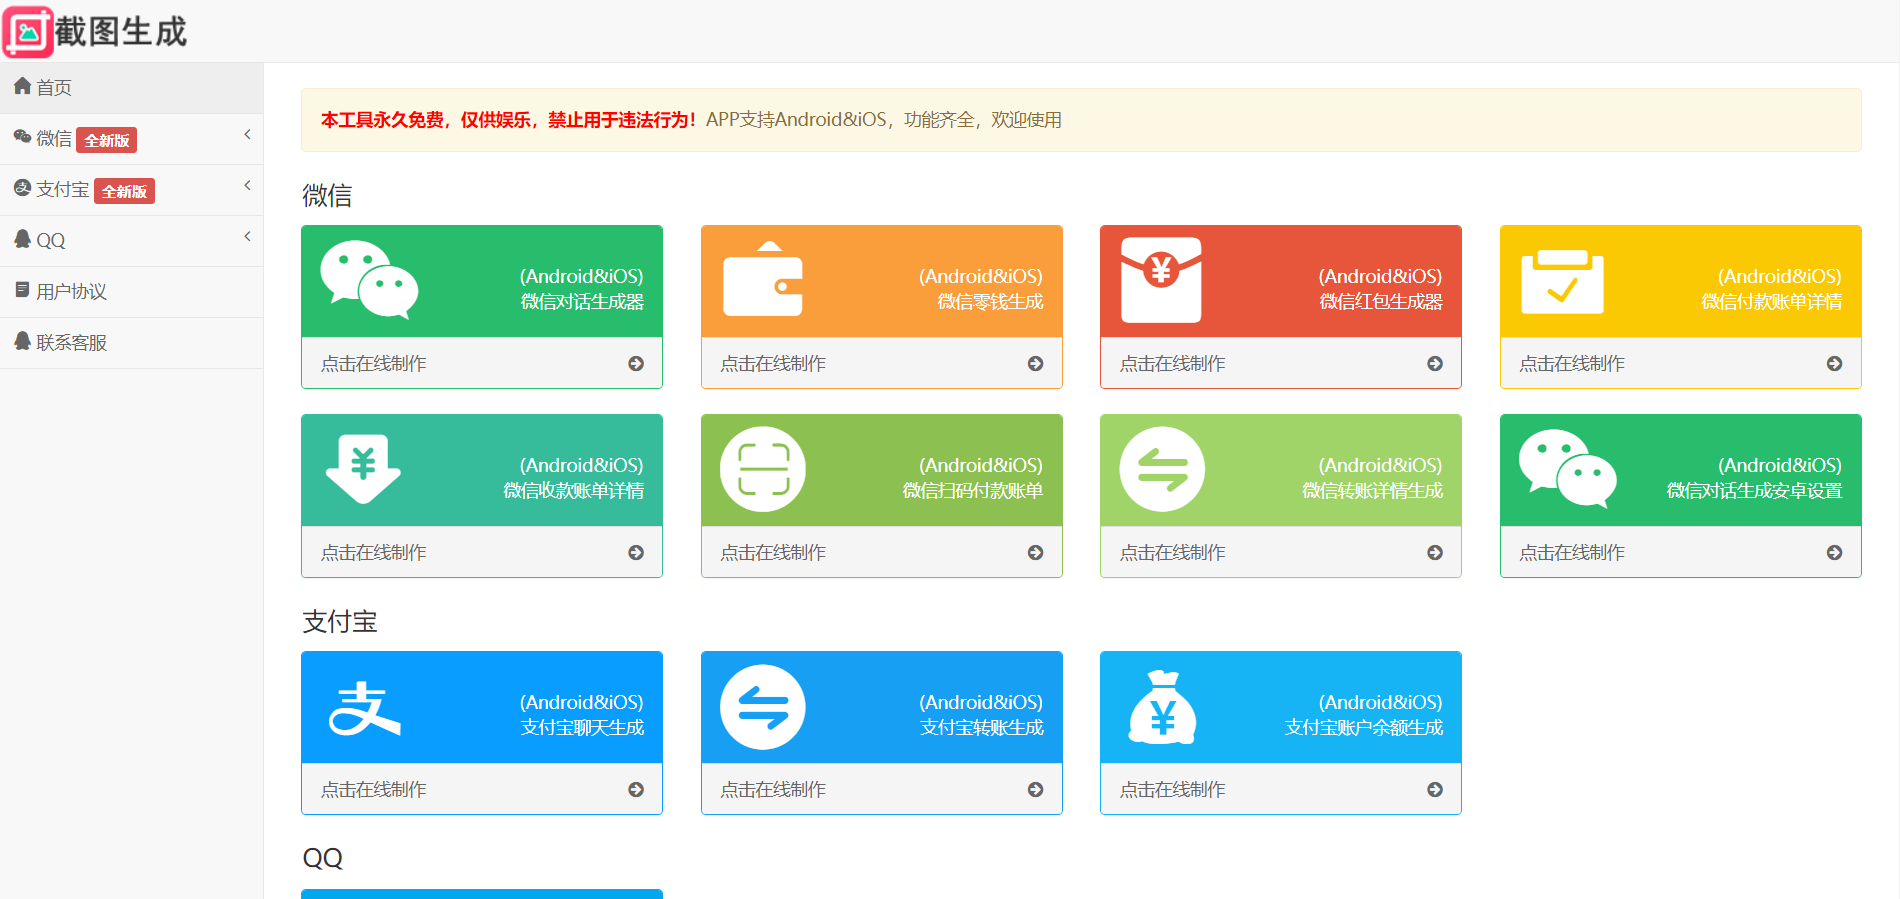 截图生成
首页
微信 全新版
支付宝 全新版
QQ
用户协议
联系客服
本工具永久免费，仅供娱乐，禁止用于违法行为！APP支持Android&iOS，功能齐全，欢迎使用
微信
(Android&iOS)
微信对话生成器
点击在线制作
(Android&iOS)
微信零钱生成
点击在线制作
(Android&iOS)
微信红包生成器
点击在线制作
(Android&iOS)
微信付款账单详情
点击在线制作
(Android&iOS)
微信收款账单详情
点击在线制作
(Android&iOS)
微信扫码付款账单
点击在线制作
(Android&iOS)
微信转账详情生成
点击在线制作
(Android&iOS)
微信对话生成安卓设置
点击在线制作
支付宝
(Android&iOS)
支付宝聊天生成
点击在线制作
(Android&iOS)
支付宝转账生成
点击在线制作
(Android&iOS)
支付宝账户余额生成
点击在线制作
QQ